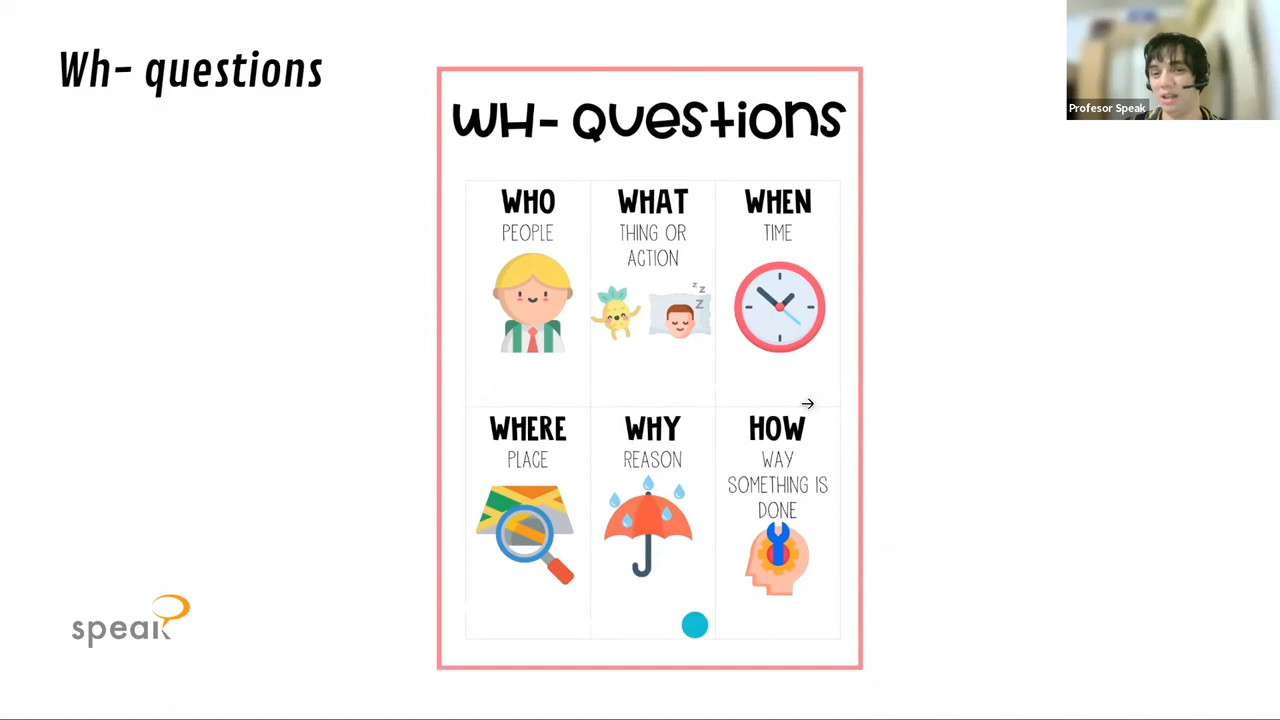 Wh- questions
Profesor Speak
WH- QUESTIONS
WHO
PEOPLE
WHAT
THING OR
ACTION
z z
z
WHEN
TIME
WHERE
PLACE
WHY
REASON
HOW
WAY
SOMETHING IS
DONE
speak